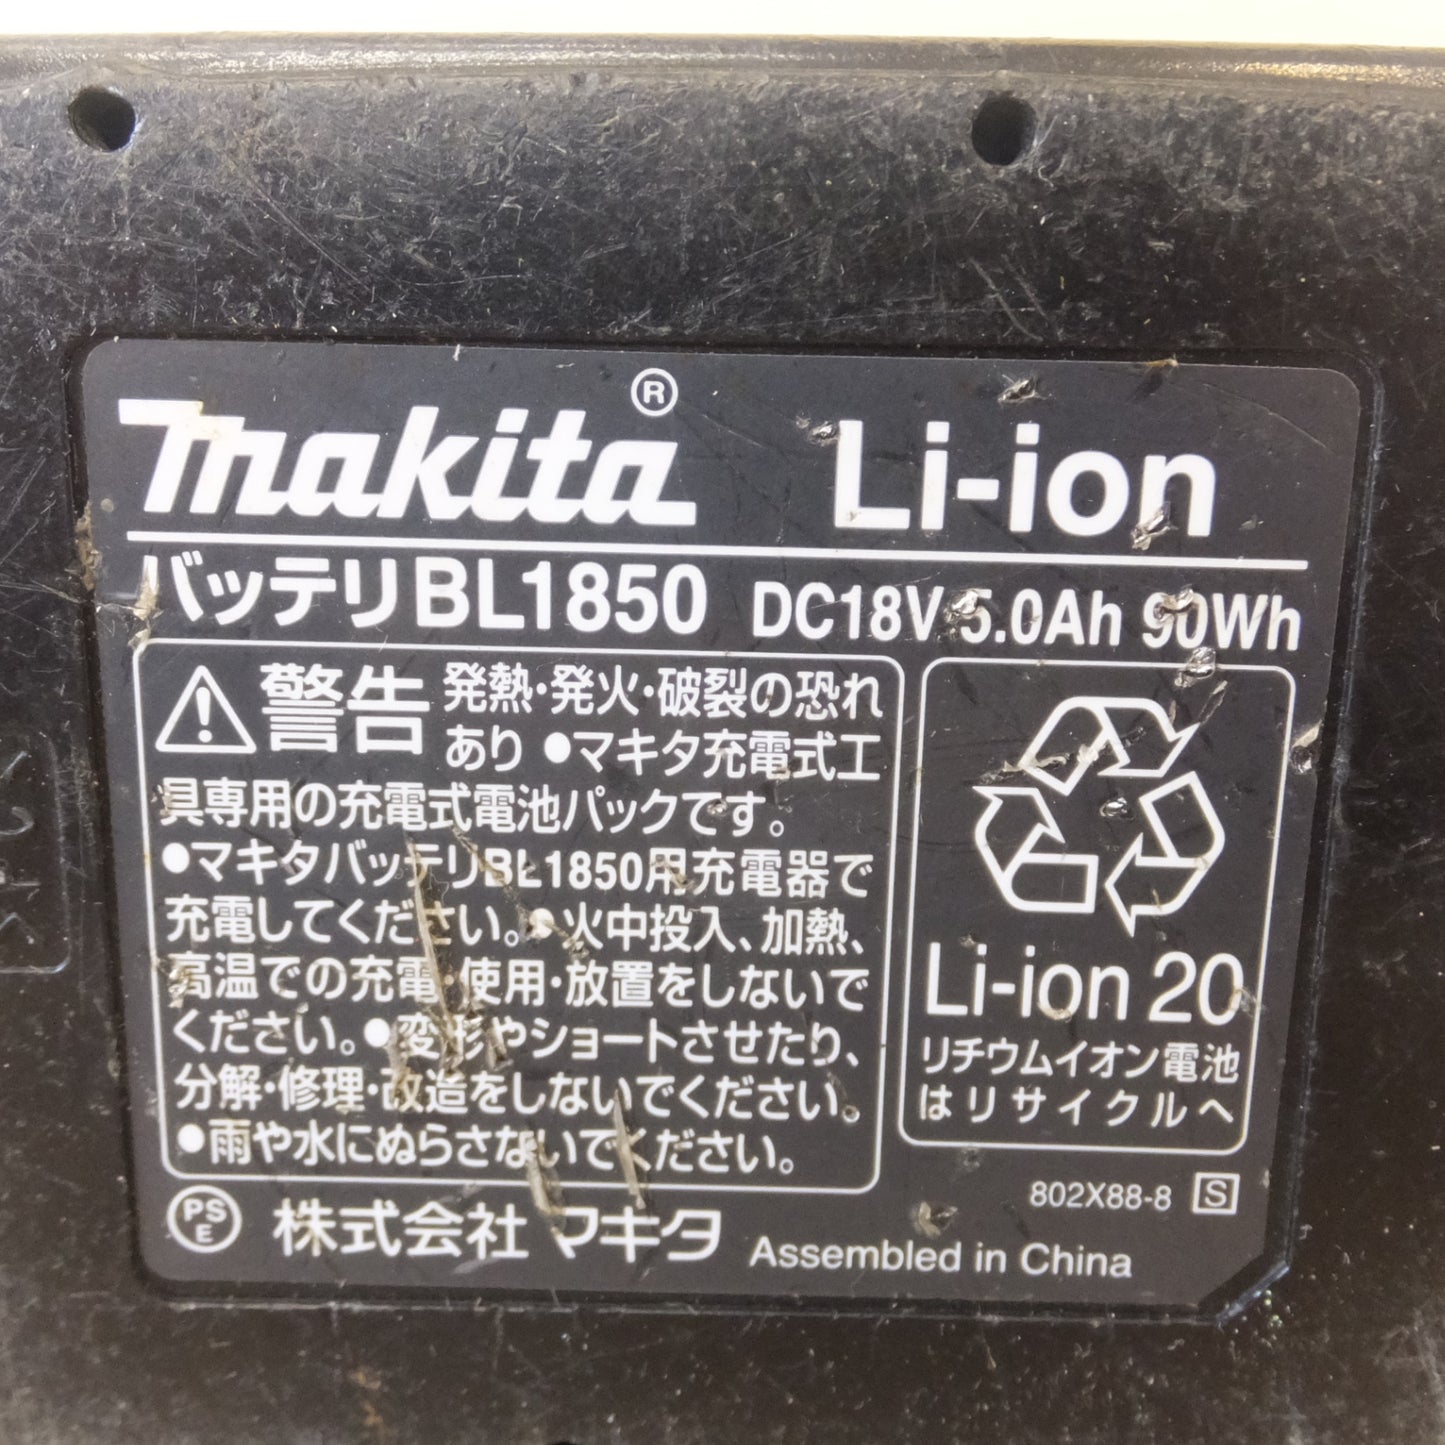 makita® Li-ion
バッテリBL1850 DC18V 5.0Ah 90Wh
警告 発熱・発火・破裂の恐れ
あり ●マキタ充電式工
具専用の充電式電池パックです。
●マキタバッテリBL1850用充電器で
充電してください。●火中投入、加熱、
高温での充電・使用・放置をしないで
ください。●変形やショートさせたり、
分解・修理・改造をしないでください。
●雨や水にぬらさないでください。
Li-ion 20
リチウムイオン電池
はリサイクルへ
802X88-8 S
PSE 株式会社 マキタ Assembled in China